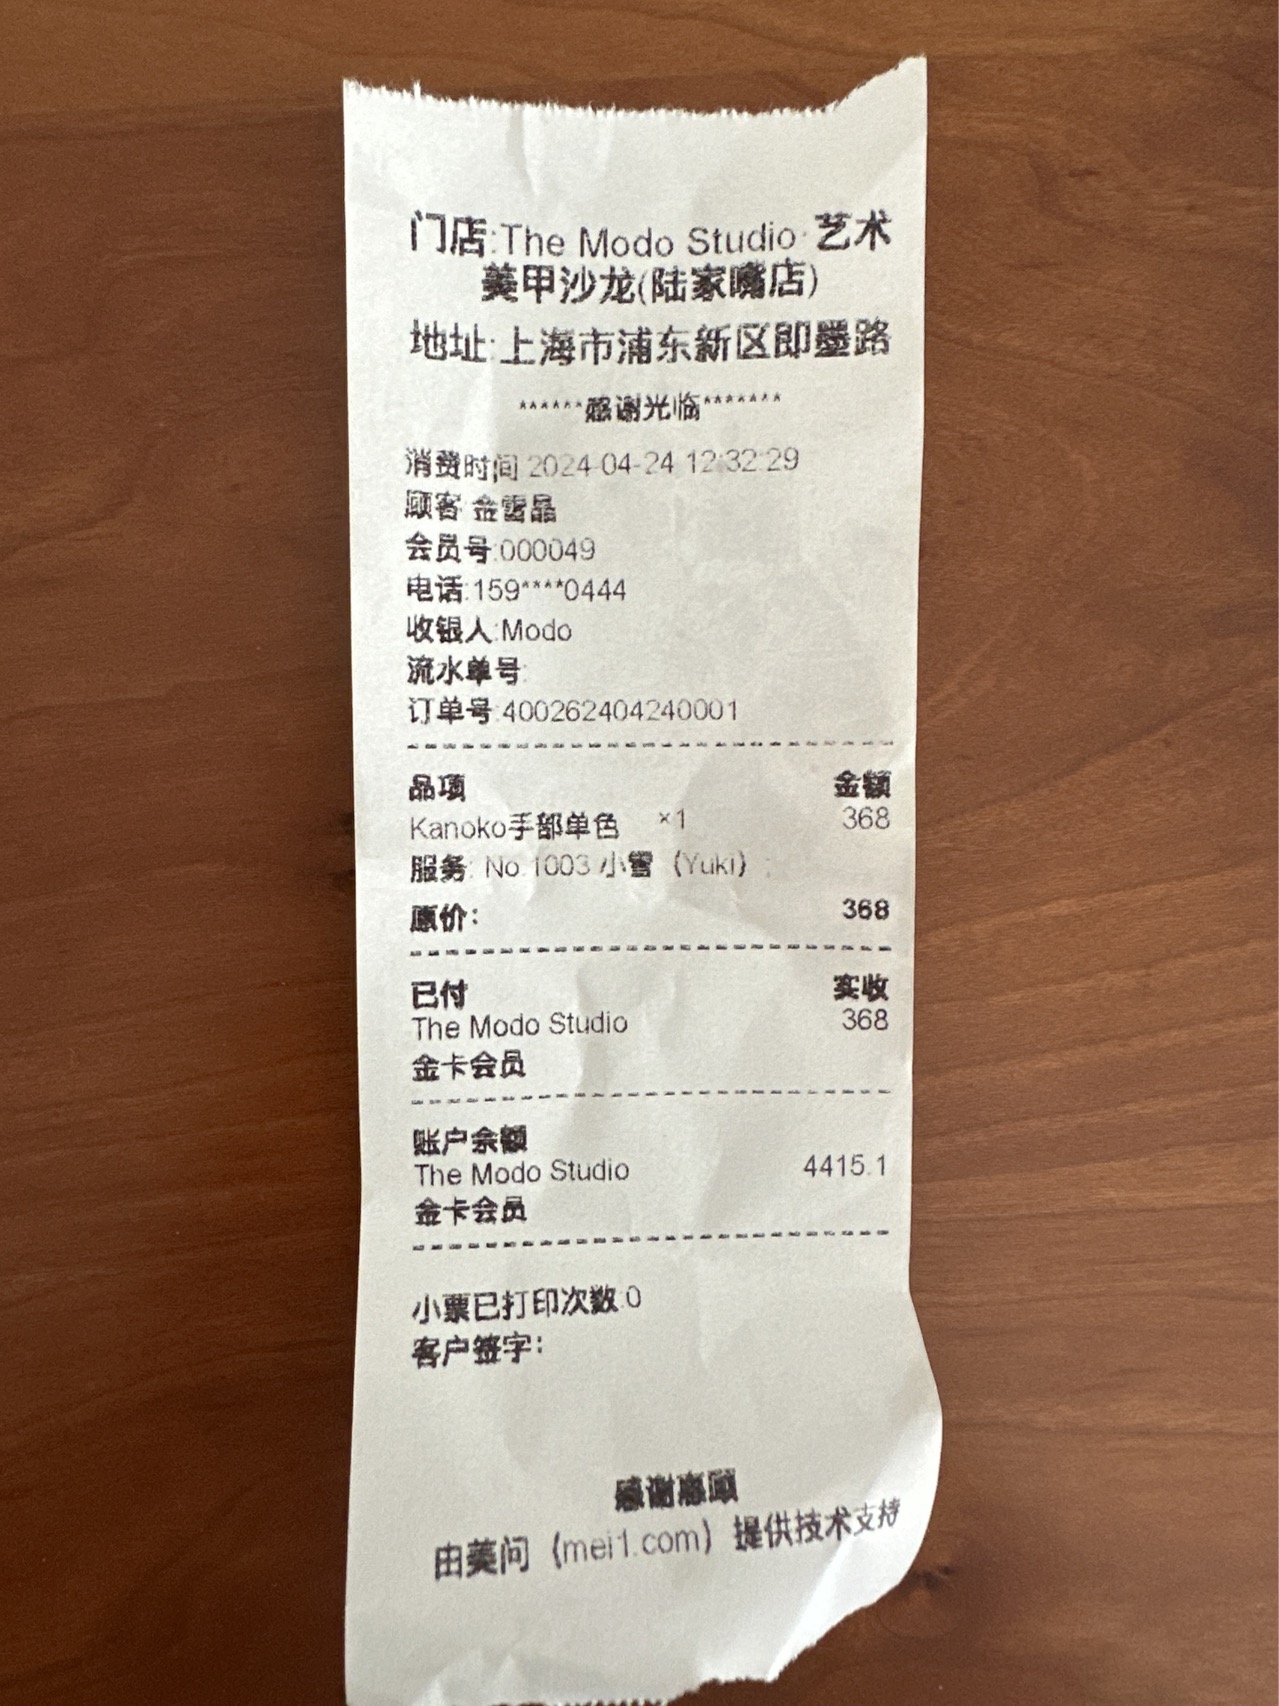 门店:The Modo Studio·艺术
美甲沙龙(陆家嘴店)
地址:上海市浦东新区即墨路
******感谢光临*******
消费时间 2024-04-24 12:32:29
顾客 金雪晶
会员号:000049
电话:159****0444
收银人:Modo
流水单号:
订单号:400262404240001
品项 金额
Kanoko手部单色 ×1 368
服务: No.1003 小雪（Yuki）;
原价: 368
已付 实收
The Modo Studio 368
金卡会员
账户余额
The Modo Studio 4415.1
金卡会员
小票已打印次数:0
客户签字:
感谢惠顾
由美问（mei1.com）提供技术支持